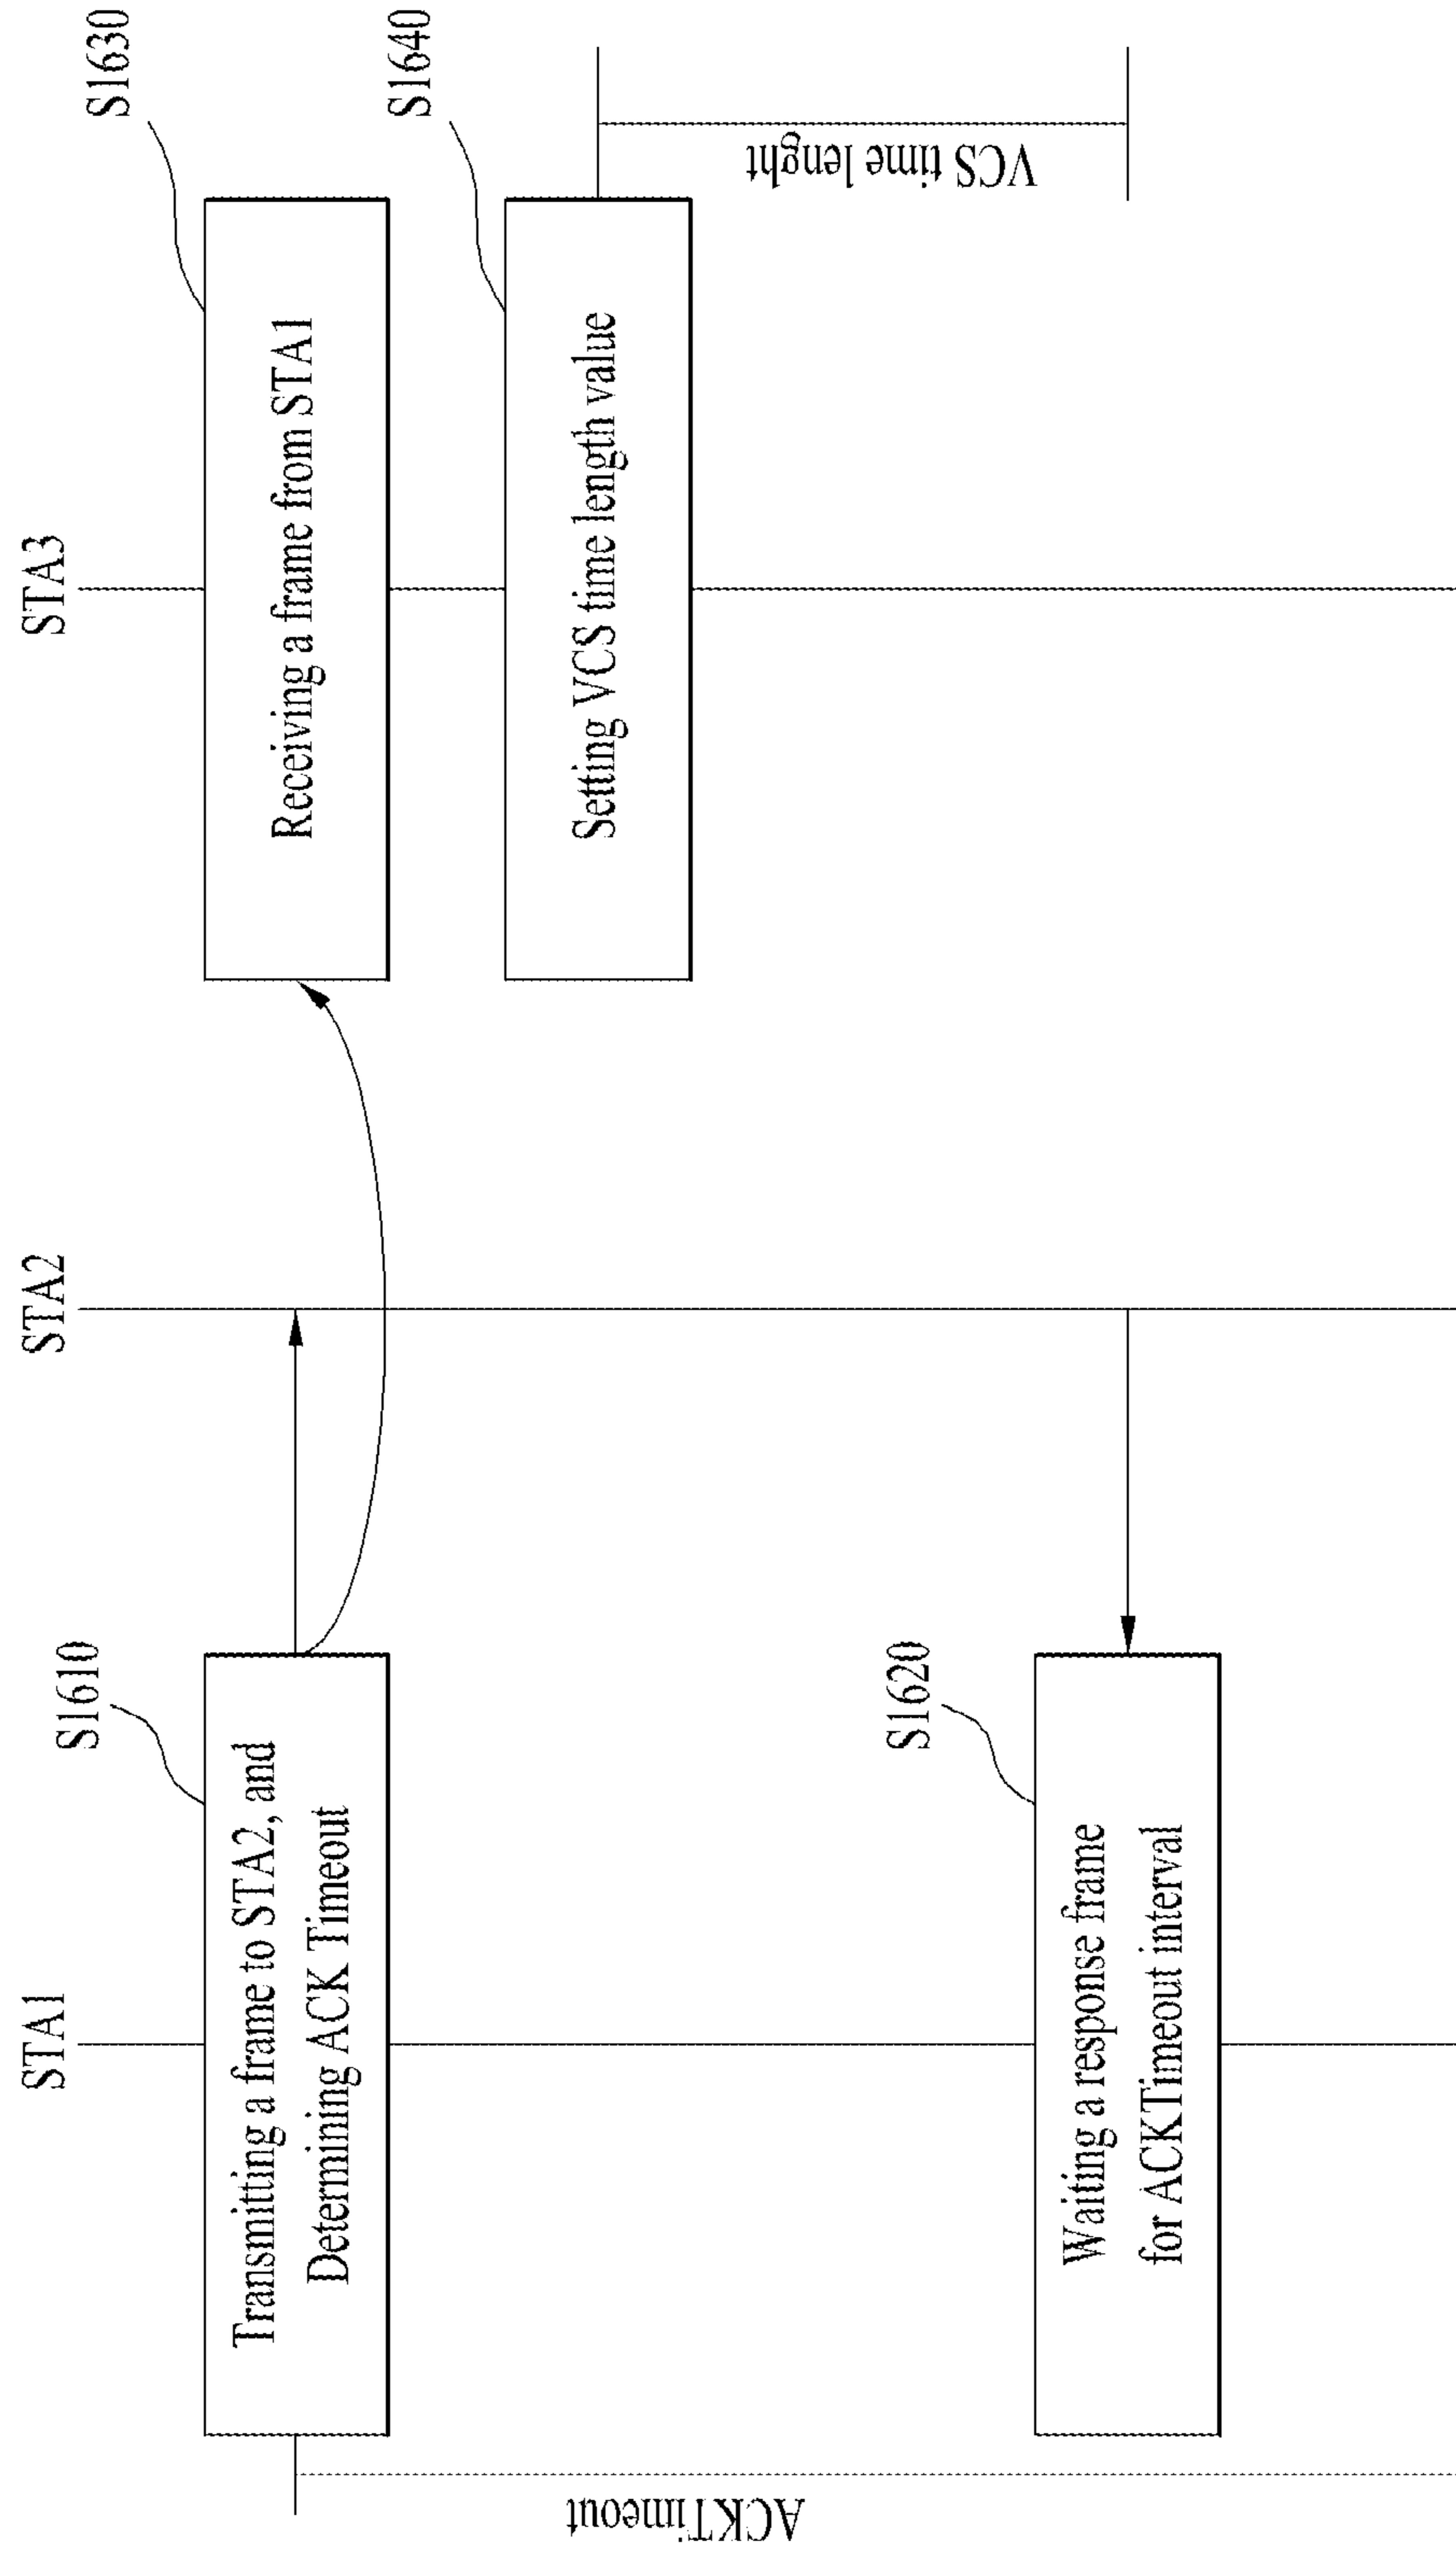 STA1
STA2
STA3
S1610
Transmitting a frame to STA2, and
Determining ACK Timeout
S1630
Receiving a frame from STA1
S1640
Setting VCS time length value
VCS time lenght
S1620
Waiting a response frame
for ACKTimeout interval
ACKTimeout